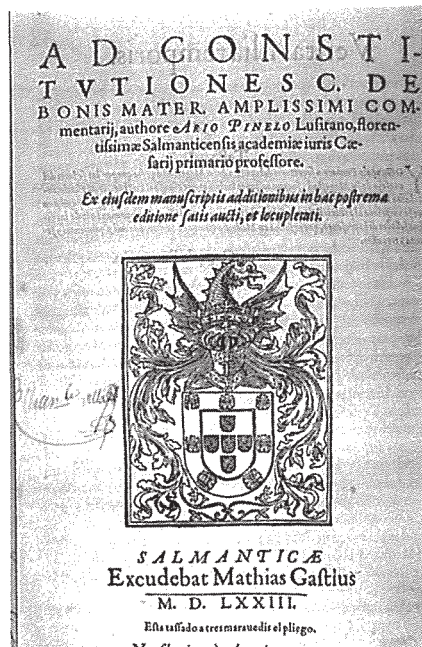 AD CONSTI-
TVTIONES C. DE
BONIS MATER. AMPLISSIMI COM-
mentarij, authore ARIO PINELO Lusitano, floren-
tissimæ Salmanticensis academiæ iuris Cæ-
sarij primario professore.
Ex eiusdem manuscriptis additionibus in hac postrema
editione satis aucti, et locupletati.
SALMANTICÆ
Excudebat Mathias Gastius
M. D. LXXIII.
Esta tassado a tres marauedis el pliego.